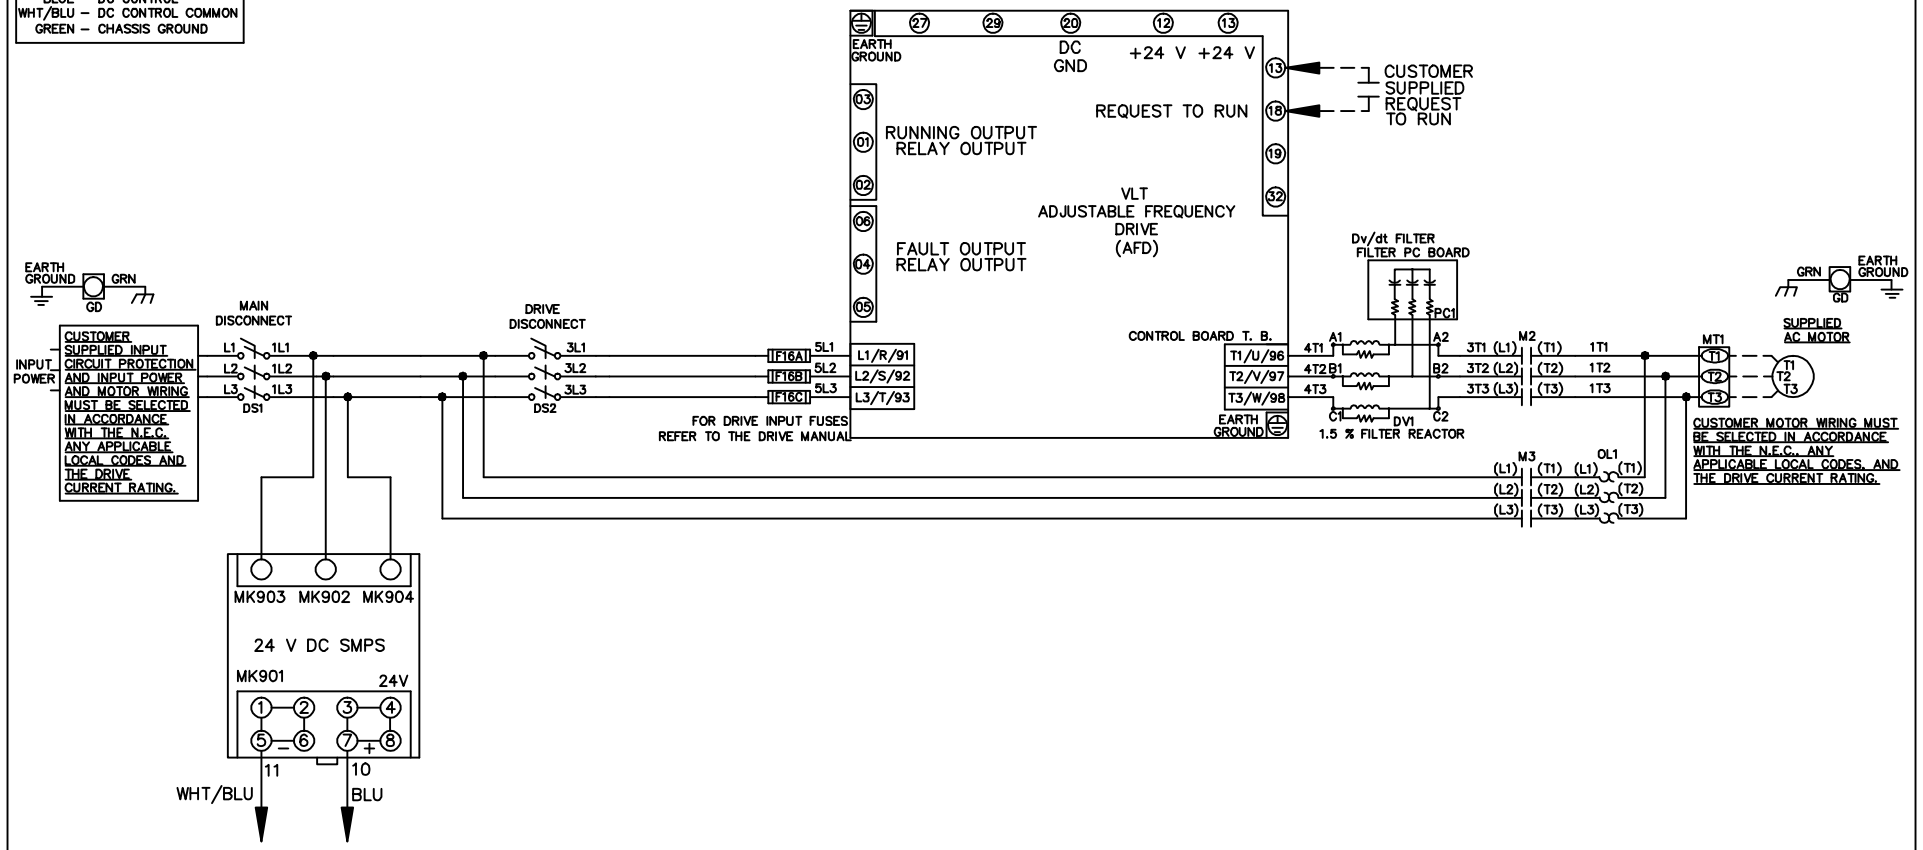 WHT/BLU – DC CONTROL COMMON
GREEN – CHASSIS GROUND
27
29
20
12
13
EARTH
GROUND
DC
GND
+24 V
+24 V
13
18
19
32
REQUEST TO RUN
CUSTOMER
SUPPLIED
REQUEST
TO RUN
03
01
02
RUNNING OUTPUT
RELAY OUTPUT
06
04
05
FAULT OUTPUT
RELAY OUTPUT
VLT
ADJUSTABLE FREQUENCY
DRIVE
(AFD)
Dv/dt FILTER
FILTER PC BOARD
PC1
EARTH
GROUND
GRN
GD
GRN
EARTH
GROUND
GD
INPUT
POWER
CUSTOMER
SUPPLIED INPUT
CIRCUIT PROTECTION
AND INPUT POWER
AND MOTOR WIRING
MUST BE SELECTED
IN ACCORDANCE
WITH THE N.E.C.
ANY APPLICABLE
LOCAL CODES AND
THE DRIVE
CURRENT RATING.
MAIN
DISCONNECT
L1 1L1
L2 1L2
L3 1L3
DS1
DRIVE
DISCONNECT
3L1
3L2
3L3
DS2
F16A 5L1
F16B 5L2
F16C 5L3
L1/R/91
L2/S/92
L3/T/93
FOR DRIVE INPUT FUSES
REFER TO THE DRIVE MANUAL
CONTROL BOARD T. B.
T1/U/96
T2/V/97
T3/W/98
EARTH
GROUND
4T1 A1 A2
4T2 B1 B2
4T3
C1 C2
DV1
1.5 % FILTER REACTOR
M2
3T1 (L1) (T1) 1T1
3T2 (L2) (T2) 1T2
3T3 (L3) (T3) 1T3
MT1
T1
T2
T3
SUPPLIED
AC MOTOR
T1
T2
T3
CUSTOMER MOTOR WIRING MUST
BE SELECTED IN ACCORDANCE
WITH THE N.E.C., ANY
APPLICABLE LOCAL CODES, AND
THE DRIVE CURRENT RATING.
M3 OL1
(L1) (T1) (L1) (T1)
(L2) (T2) (L2) (T2)
(L3) (T3) (L3) (T3)
MK903 MK902 MK904
24 V DC SMPS
MK901
24V
1 2 3 4
5 – 6 7 + 8
11 10
WHT/BLU BLU